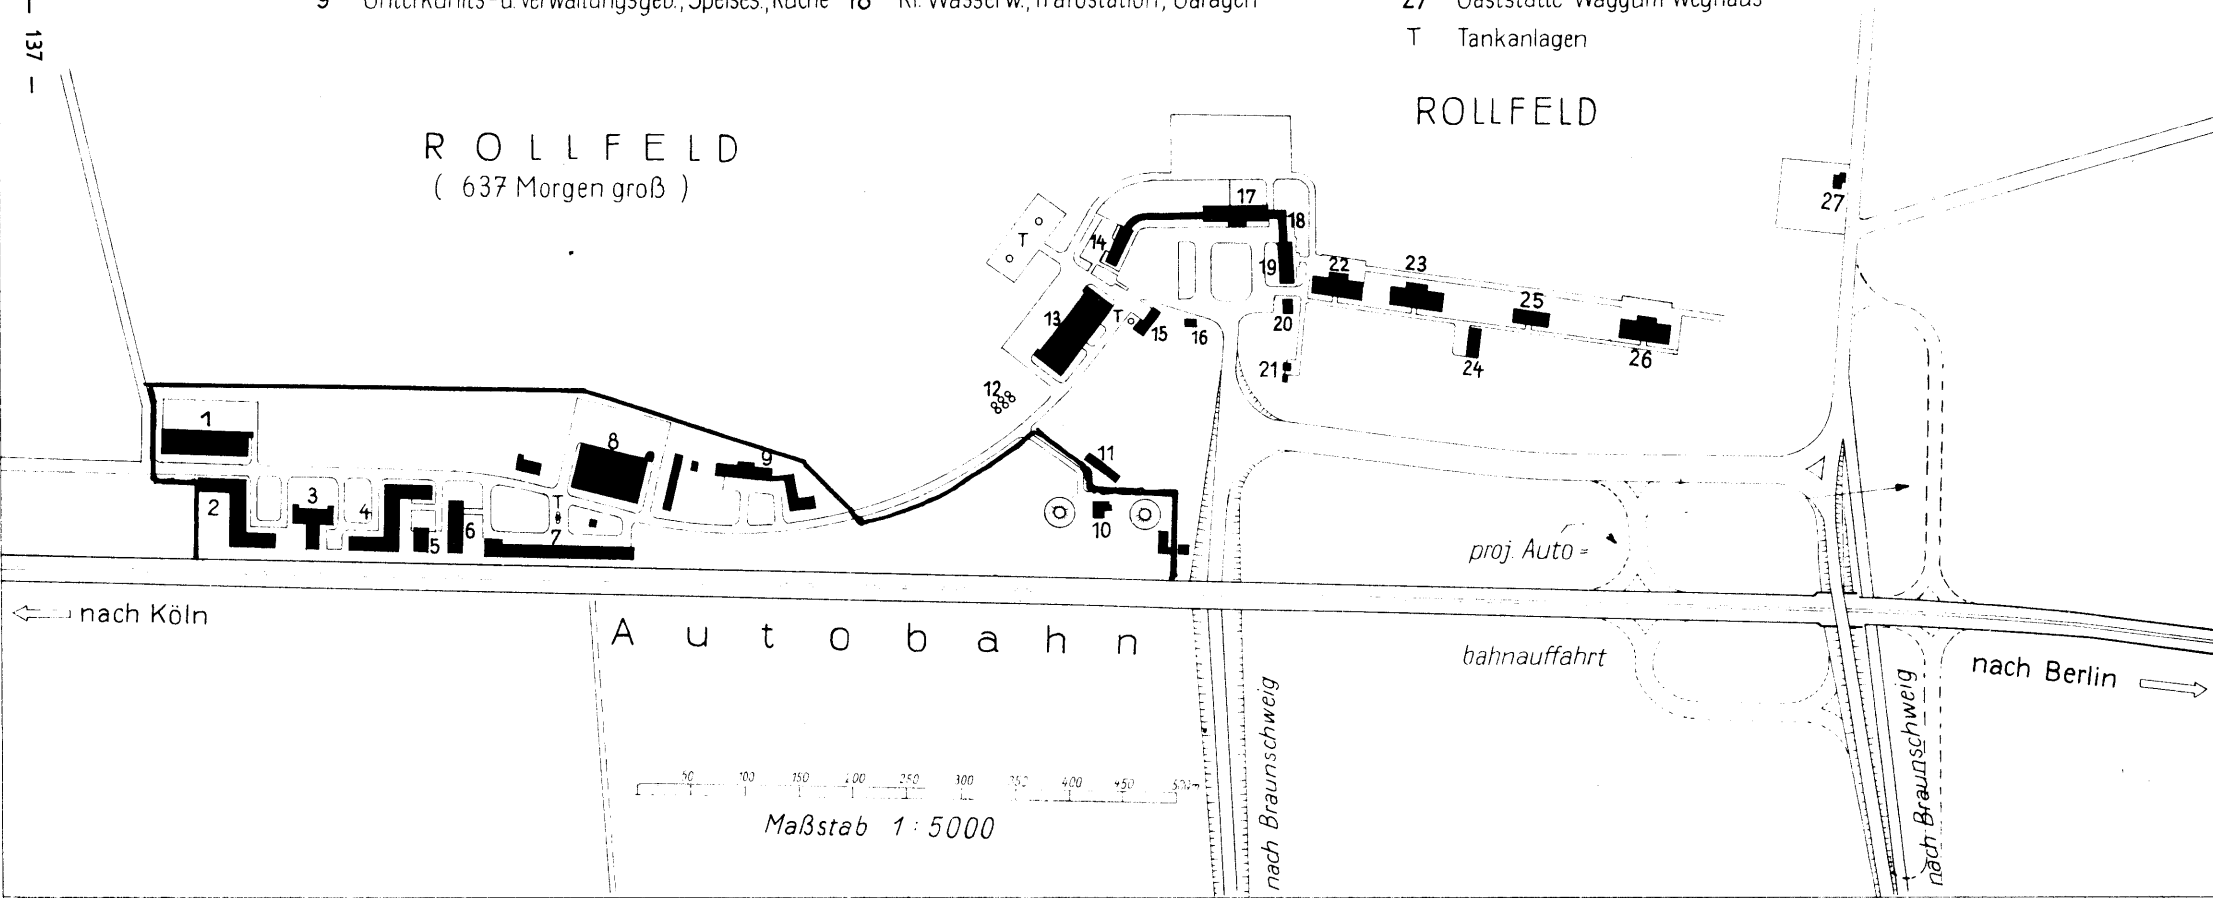 9 Unterkunfts- u. Verwaltungsgeb., Speises., Küche 18 Kl. Wasserw., Trafostation, Garagen 27 Gaststätte Waggum Weghaus
T Tankanlagen
— 137 —
ROLLFELD
ROLLFELD
( 637 Morgen groß )
17
18
27
14
T
19
22
23
13
T
15
16
20
25
24
26
21
12
1
8
9
11
2
3
4
5
6
T
7
10
proj. Auto =
nach Köln
Autobahn
bahnauffahrt
nach Berlin
nach Braunschweig
nach Braunschweig
50 100 150 200 250 300 350 400 450 500m
Maßstab 1:5000